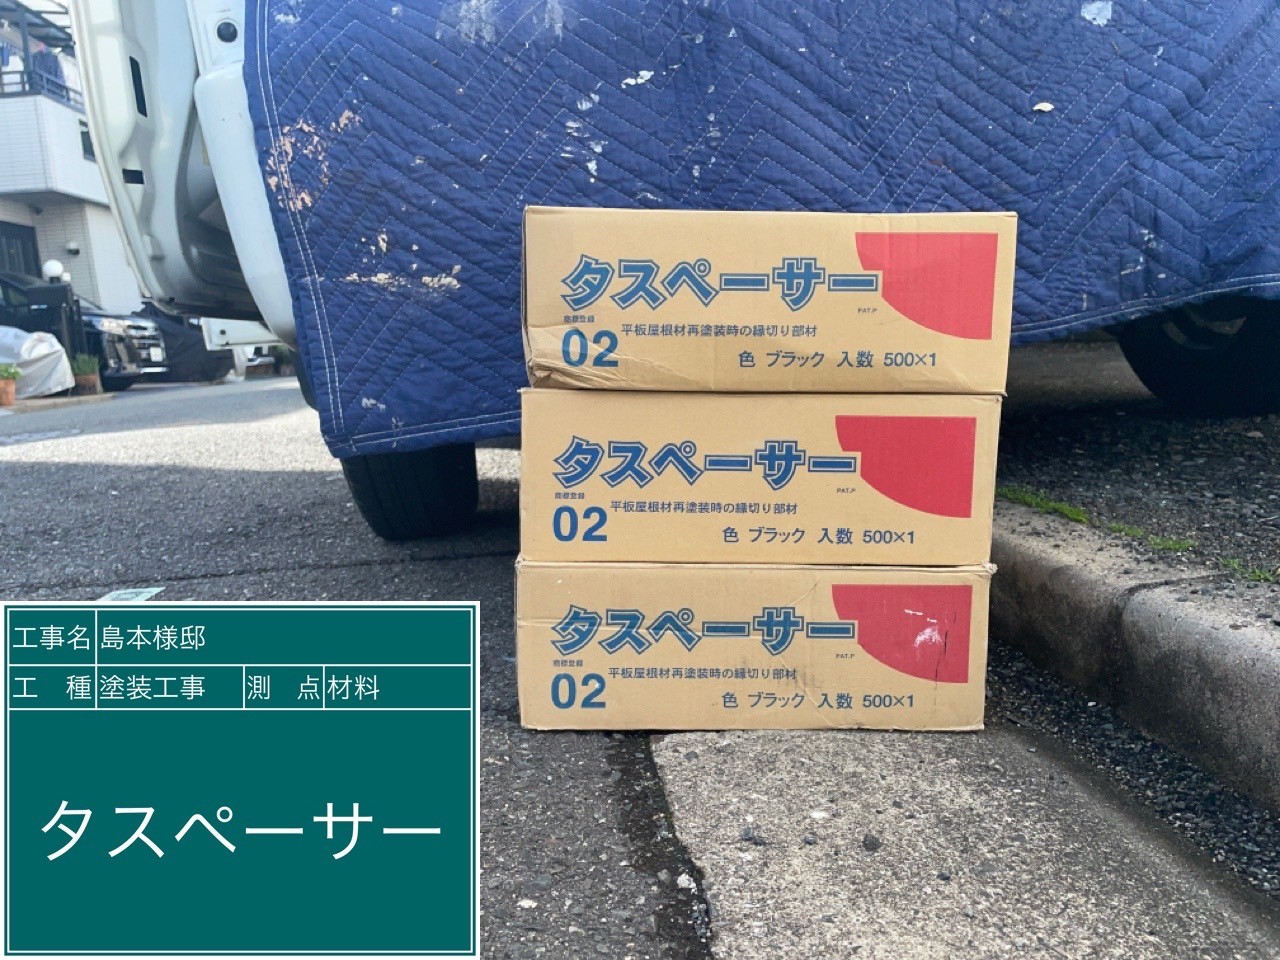 タスペーサー
PAT.P
商標登録
02 平板屋根材再塗装時の縁切り部材
色 ブラック 入数 500×1
タスペーサー
PAT.P
商標登録
02 平板屋根材再塗装時の縁切り部材
色 ブラック 入数 500×1
タスペーサー
PAT.P
商標登録
02 平板屋根材再塗装時の縁切り部材
色 ブラック 入数 500×1
工事名 島本様邸
工 種 塗装工事 測 点 材料
タスペーサー